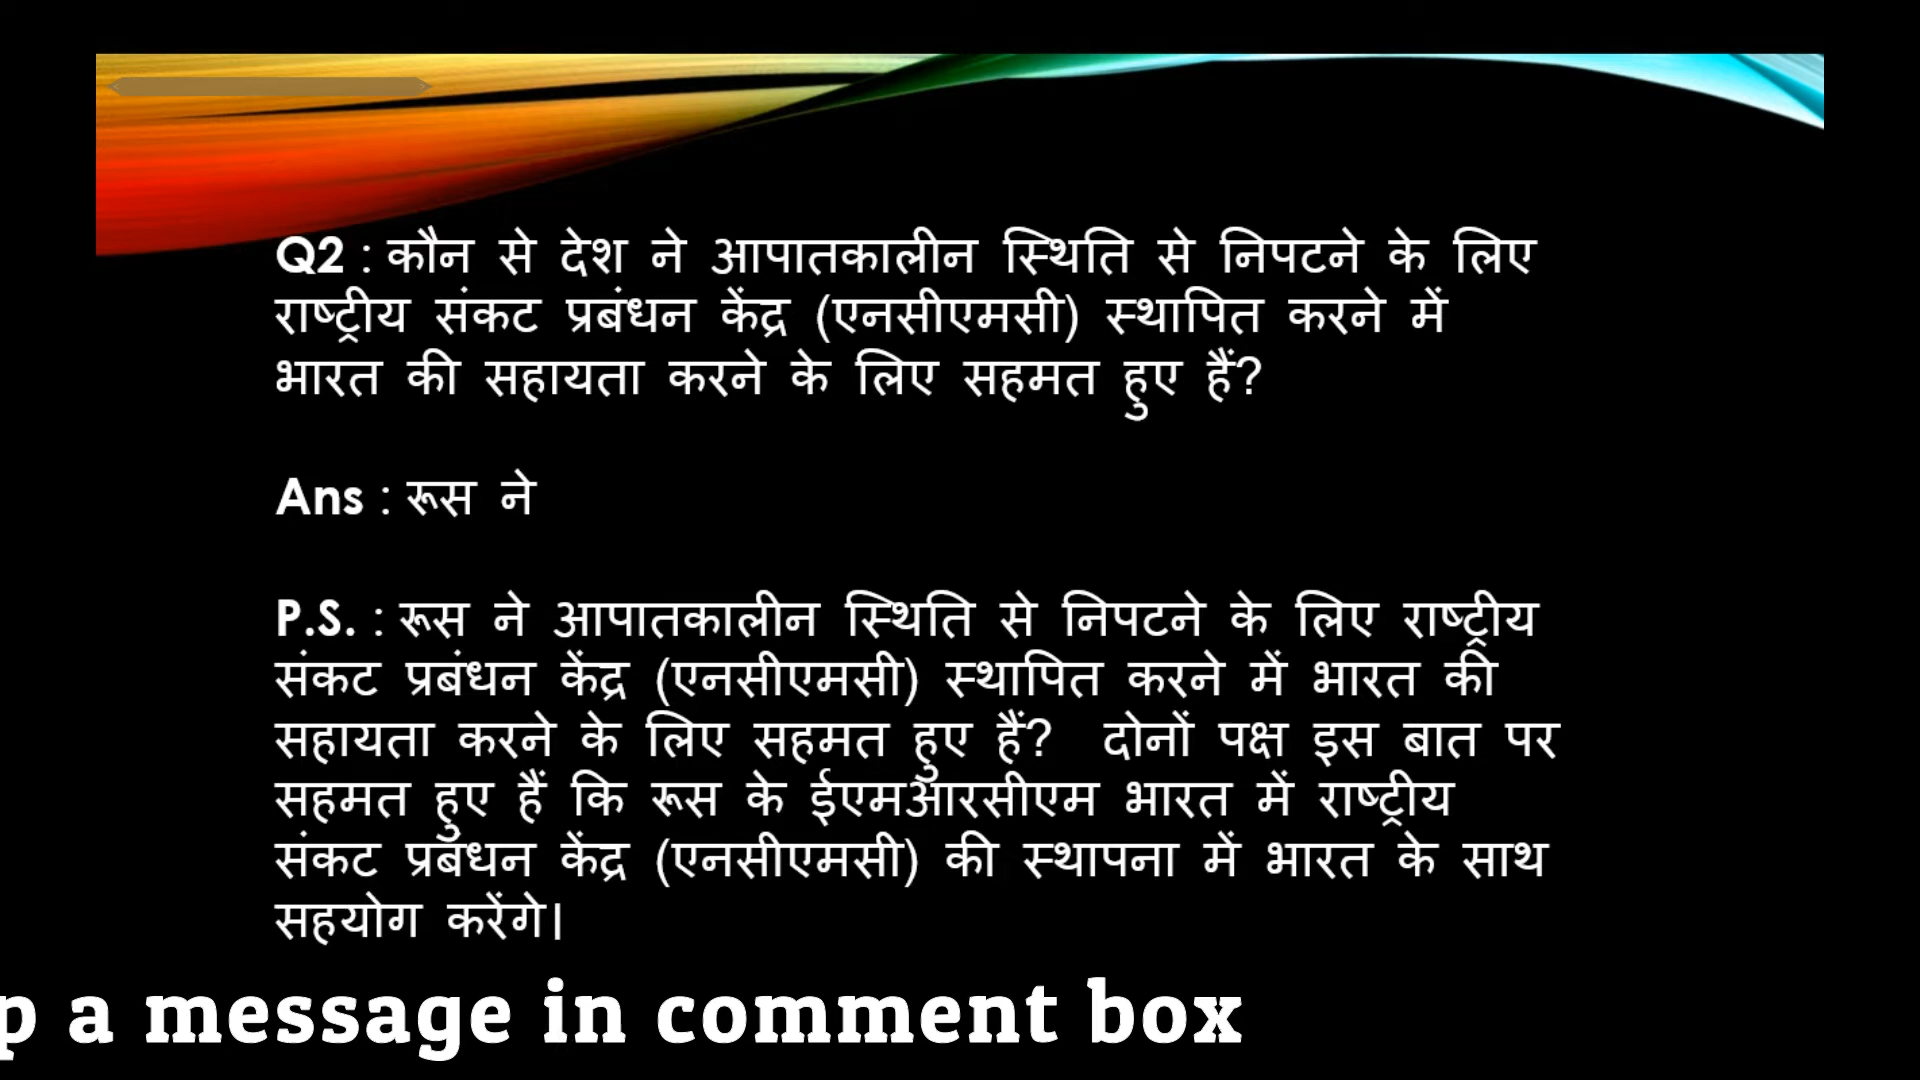 Q2 : कौन से देश ने आपातकालीन स्थिति से निपटने के लिए
राष्ट्रीय संकट प्रबंधन केंद्र (एनसीएमसी) स्थापित करने में
भारत की सहायता करने के लिए सहमत हुए हैं?
Ans : रूस ने
P.S. : रूस ने आपातकालीन स्थिति से निपटने के लिए राष्ट्रीय
संकट प्रबंधन केंद्र (एनसीएमसी) स्थापित करने में भारत की
सहायता करने के लिए सहमत हुए हैं? दोनों पक्ष इस बात पर
सहमत हुए हैं कि रूस के ईएमआरसीएम भारत में राष्ट्रीय
संकट प्रबंधन केंद्र (एनसीएमसी) की स्थापना में भारत के साथ
सहयोग करेंगे।
p a message in comment box